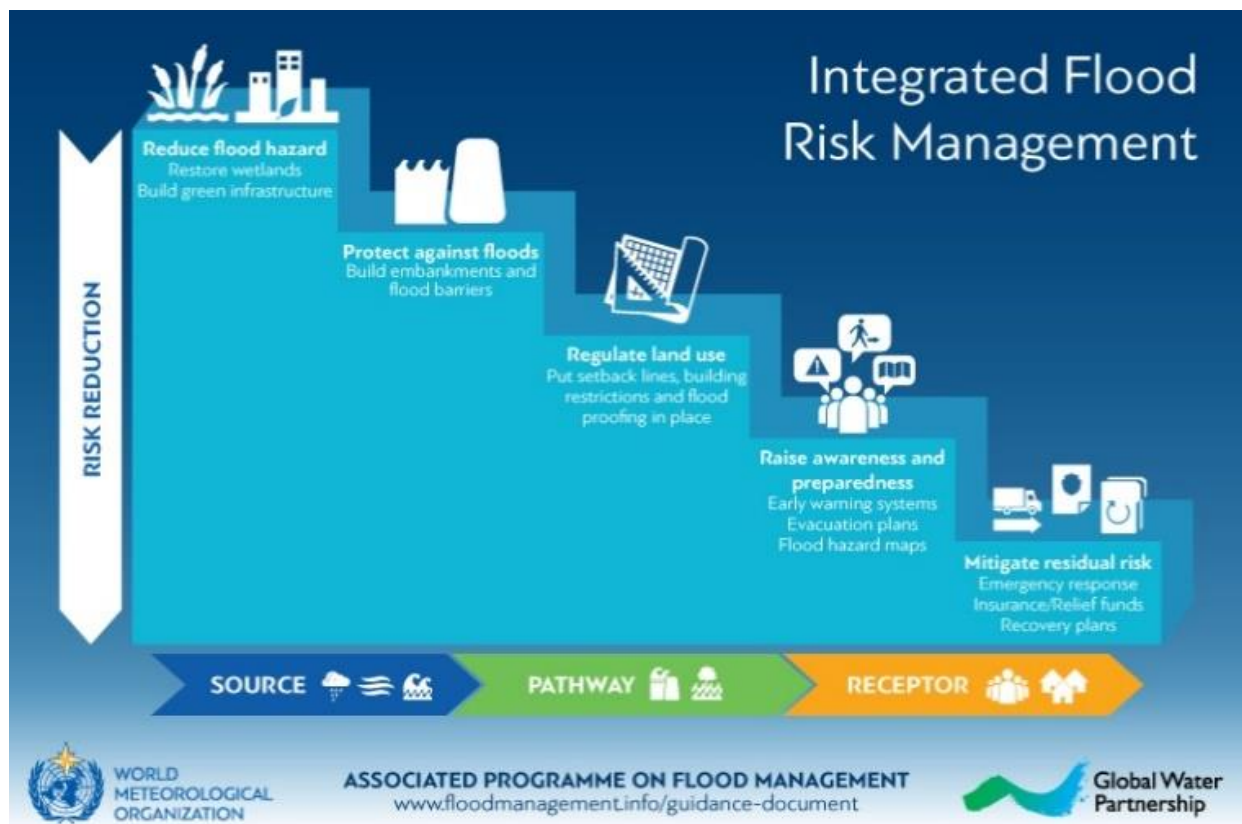 Integrated Flood
Risk Management
RISK REDUCTION
Reduce flood hazard
Restore wetlands
Build green infrastructure
Protect against floods
Build embankments and
flood barriers
Regulate land use
Put setback lines, building
restrictions and flood
proofing in place
Raise awareness and
preparedness
Early warning systems
Evacuation plans
Flood hazard maps
Mitigate residual risk
Emergency response
Insurance/Relief funds
Recovery plans
SOURCE
PATHWAY
RECEPTOR
WORLD
METEOROLOGICAL
ORGANIZATION
ASSOCIATED PROGRAMME ON FLOOD MANAGEMENT
www.floodmanagement.info/guidance-document
Global Water
Partnership